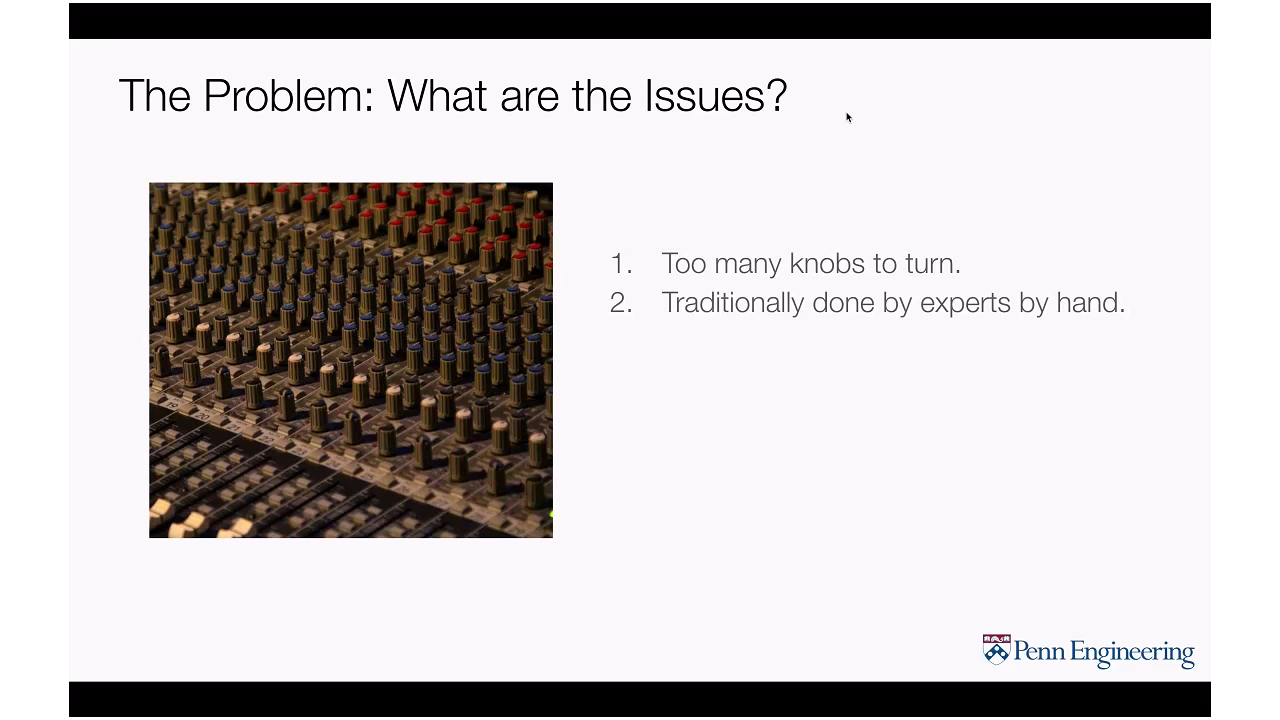 The Problem: What are the Issues?
1. Too many knobs to turn.
2. Traditionally done by experts by hand.
Penn Engineering